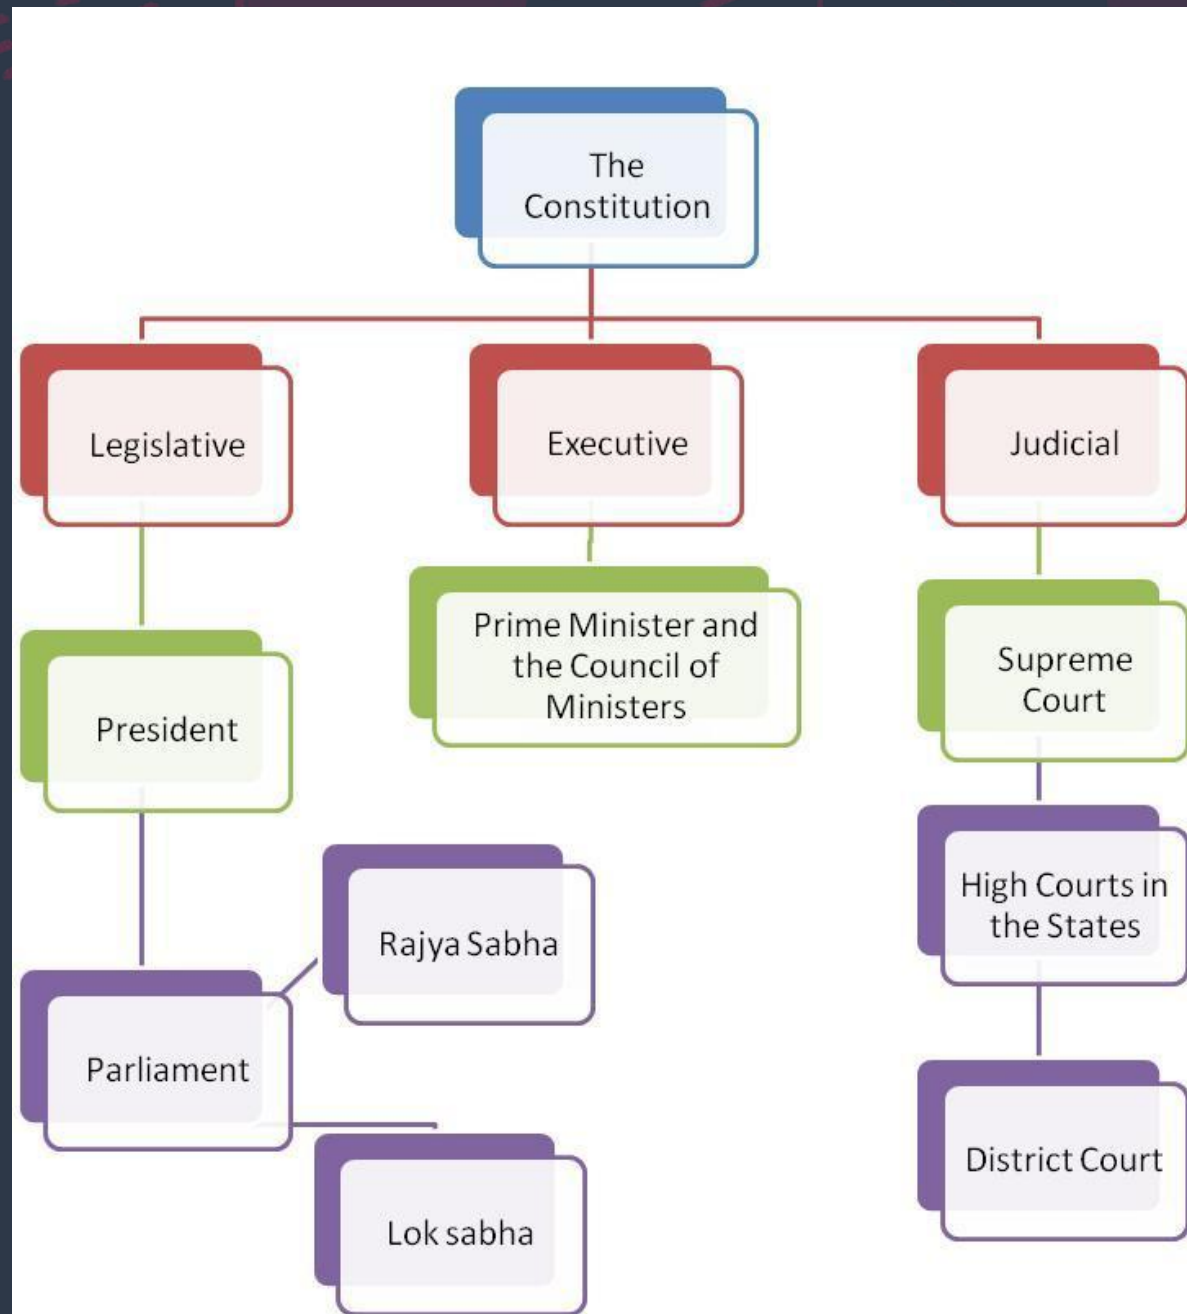 The
Constitution
Legislative
Executive
Judicial
President
Prime Minister and
the Council of
Ministers
Supreme
Court
Parliament
Rajya Sabha
Lok sabha
High Courts in
the States
District Court